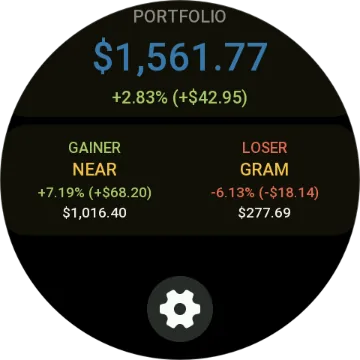 PORTFOLIO
$1,561.77
+2.83% (+$42.95)
GAINER
NEAR
+7.19% (+$68.20)
$1,016.40
LOSER
GRAM
-6.13% (-$18.14)
$277.69